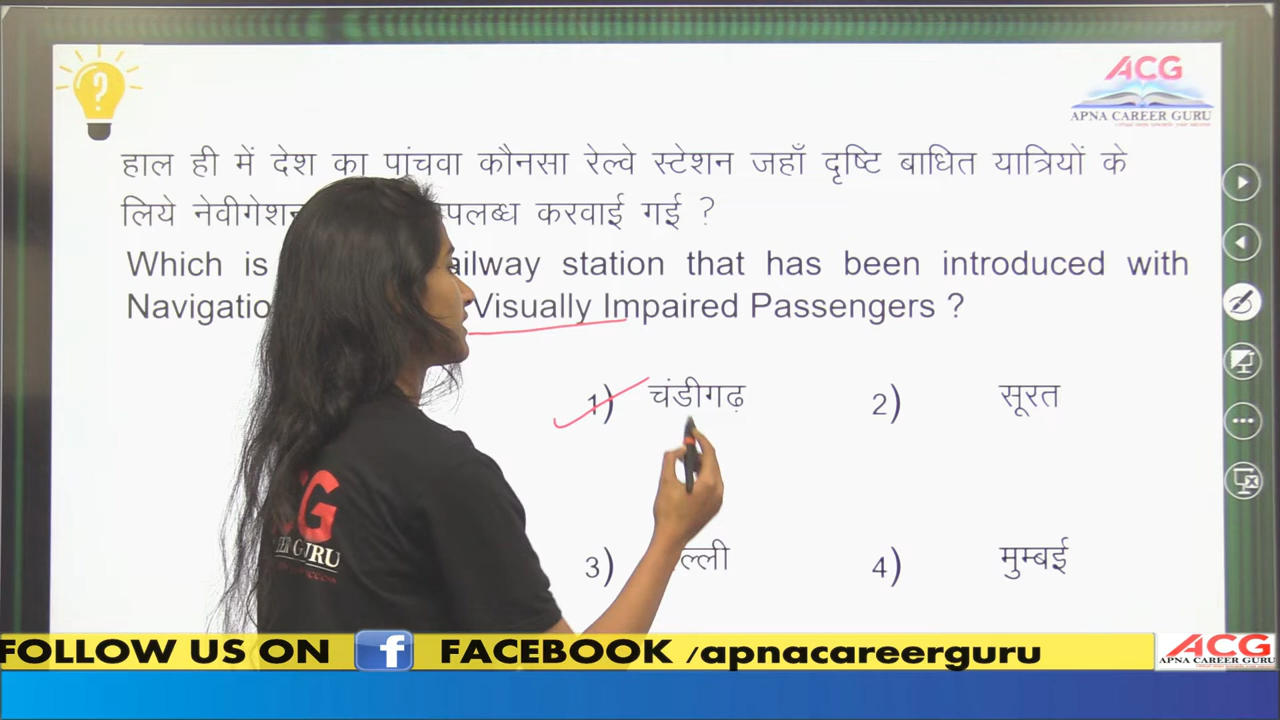 ACG
APNA CAREER GURU
हाल ही में देश का पांचवा कौनसा रेल्वे स्टेशन जहाँ दृष्टि बाधित यात्रियों के
लिये उपलब्ध करवाई गई ?
Which is station that has been introduced with
Visually Impaired Passengers ?
1) चंडीगढ़ 2) सूरत
3) 4) मुम्बई
FOLLOW US ON f FACEBOOK /apnacareerguru
ACG
APNA CAREER GURU